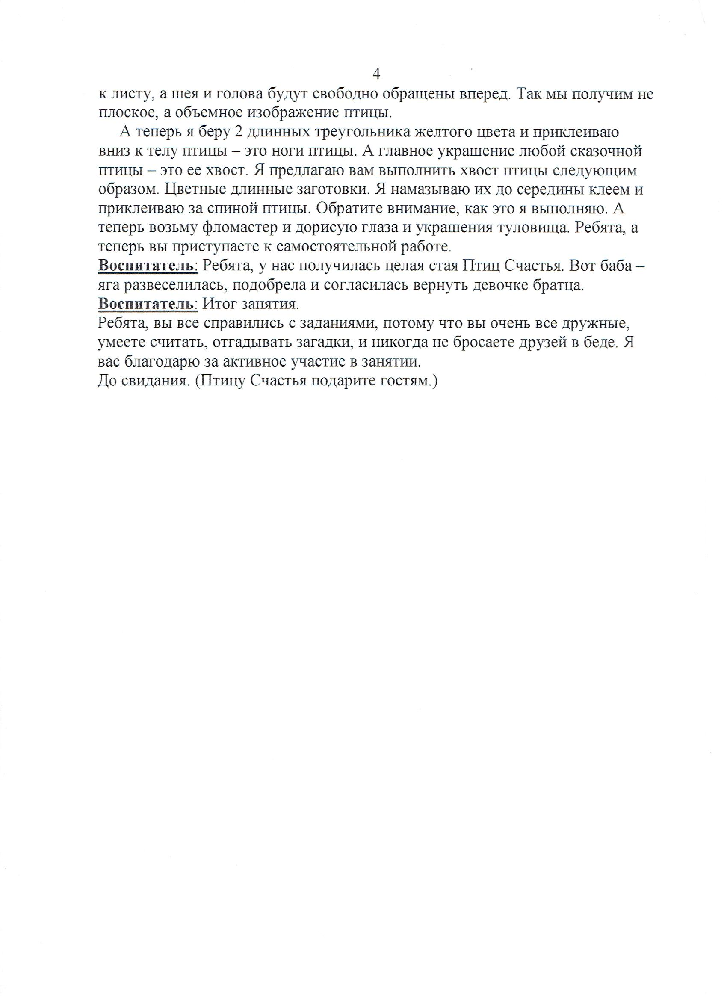 4
к листу, а шея и голова будут свободно обращены вперед. Так мы получим не
плоское, а объемное изображение птицы.
А теперь я беру 2 длинных треугольника желтого цвета и приклеиваю
вниз к телу птицы – это ноги птицы. А главное украшение любой сказочной
птицы – это ее хвост. Я предлагаю вам выполнить хвост птицы следующим
образом. Цветные длинные заготовки. Я намазываю их до середины клеем и
приклеиваю за спиной птицы. Обратите внимание, как это я выполняю. А
теперь возьму фломастер и дорисую глаза и украшения туловища. Ребята, а
теперь вы приступаете к самостоятельной работе.
Воспитатель: Ребята, у нас получилась целая стая Птиц Счастья. Вот баба –
яга развеселилась, подобрела и согласилась вернуть девочке братца.
Воспитатель: Итог занятия.
Ребята, вы все справились с заданиями, потому что вы очень все дружные,
умеете считать, отгадывать загадки, и никогда не бросаете друзей в беде. Я
вас благодарю за активное участие в занятии.
До свидания. (Птицу Счастья подарите гостям.)